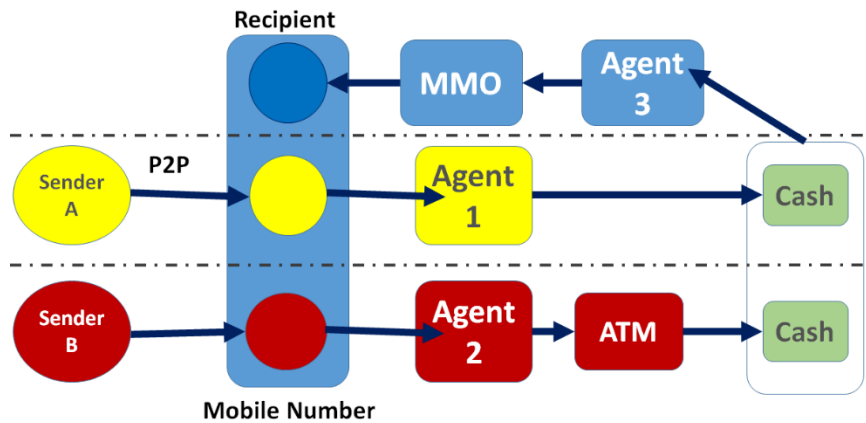 Recipient
MMO
Agent
3
P2P
Sender
A
Agent
1
Cash
Sender
B
Agent
2
ATM
Cash
Mobile Number